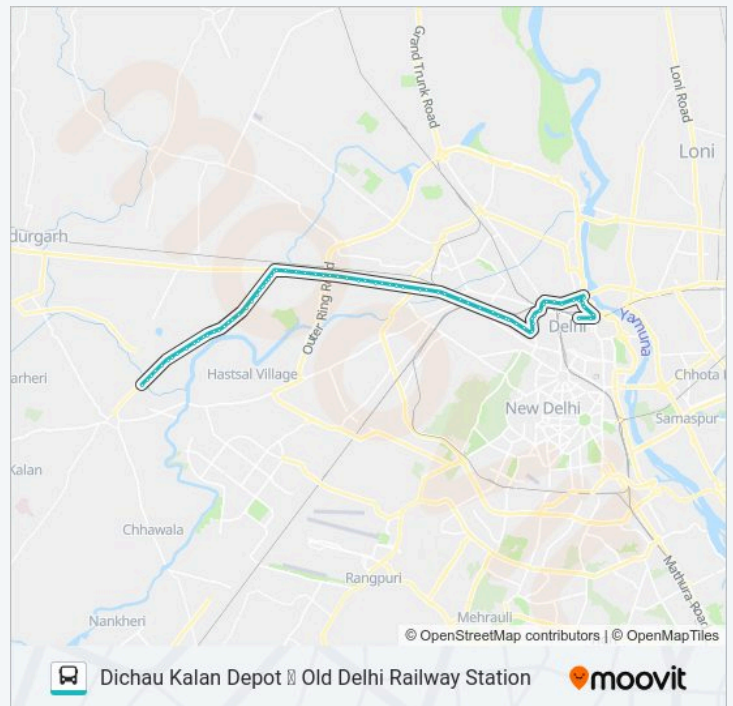 Grand Trunk Road
Loni Road
Loni
durgarh
Outer Ring Road
Delhi
Yamuna
arheri
Hastsal Village
Chhota
New Delhi
Samaspur
Kalan
Chhawala
Rangpuri
Mathura Road
Nankheri
Mehrauli
© OpenStreetMap contributors | © OpenMapTiles
Dichau Kalan Depot Old Delhi Railway Station
moovit